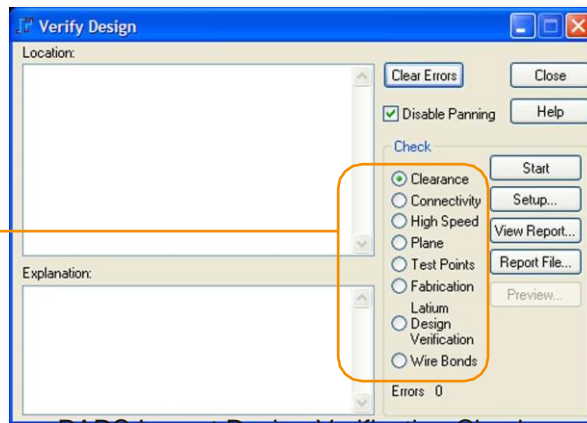 Verify Design
Location:
Clear Errors
Close
Disable Panning
Help
Check
Clearance
Connectivity
High Speed
Plane
Test Points
Fabrication
Latium
Design
Verification
Wire Bonds
Start
Setup...
View Report...
Report File...
Preview...
Explanation:
Errors 0